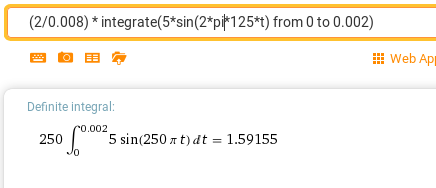 (2/0.008) * integrate(5*sin(2*pi*125*t) from 0 to 0.002)
Web App
Definite integral:
250 ∫₀^0.002 5 sin(250 π t) dt = 1.59155